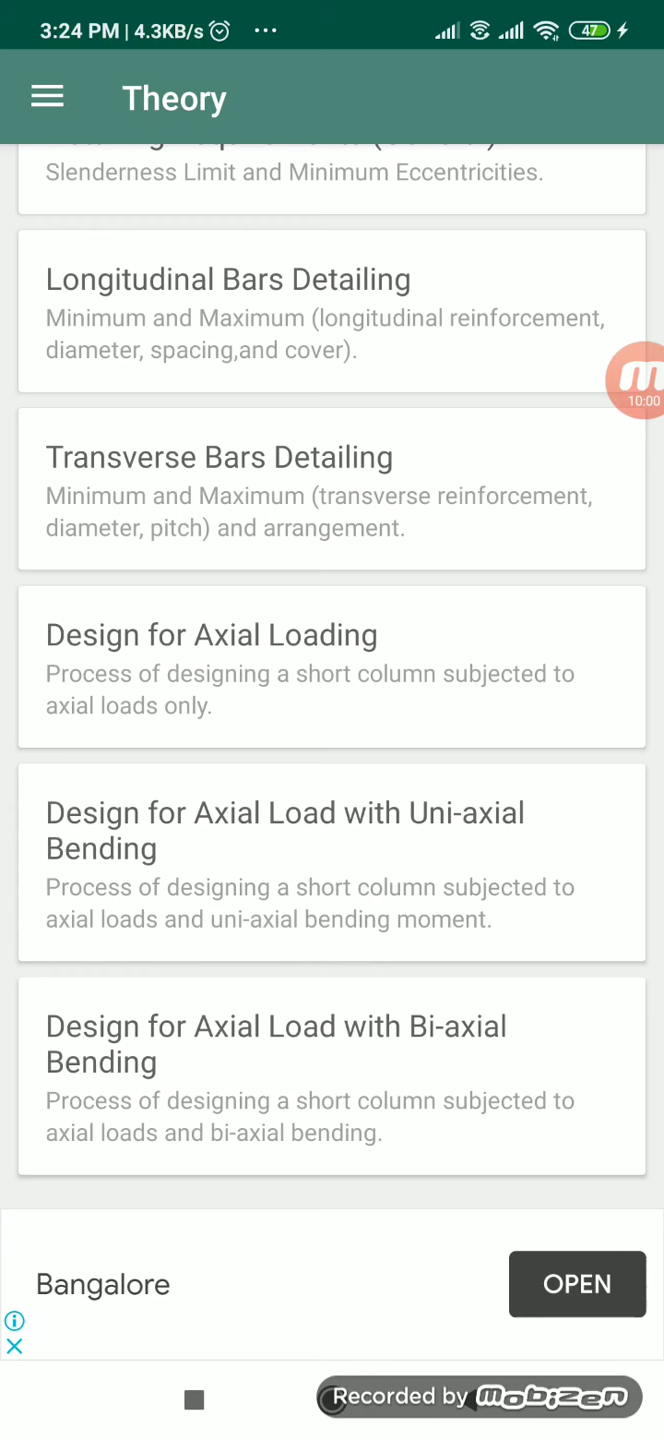 3:24 PM | 4.3KB/s
47
Theory
Slenderness Limit and Minimum Eccentricities.
Longitudinal Bars Detailing
Minimum and Maximum (longitudinal reinforcement,
diameter, spacing,and cover).
10:00
Transverse Bars Detailing
Minimum and Maximum (transverse reinforcement,
diameter, pitch) and arrangement.
Design for Axial Loading
Process of designing a short column subjected to
axial loads only.
Design for Axial Load with Uni-axial
Bending
Process of designing a short column subjected to
axial loads and uni-axial bending moment.
Design for Axial Load with Bi-axial
Bending
Process of designing a short column subjected to
axial loads and bi-axial bending.
Bangalore
OPEN
Recorded by mobizen